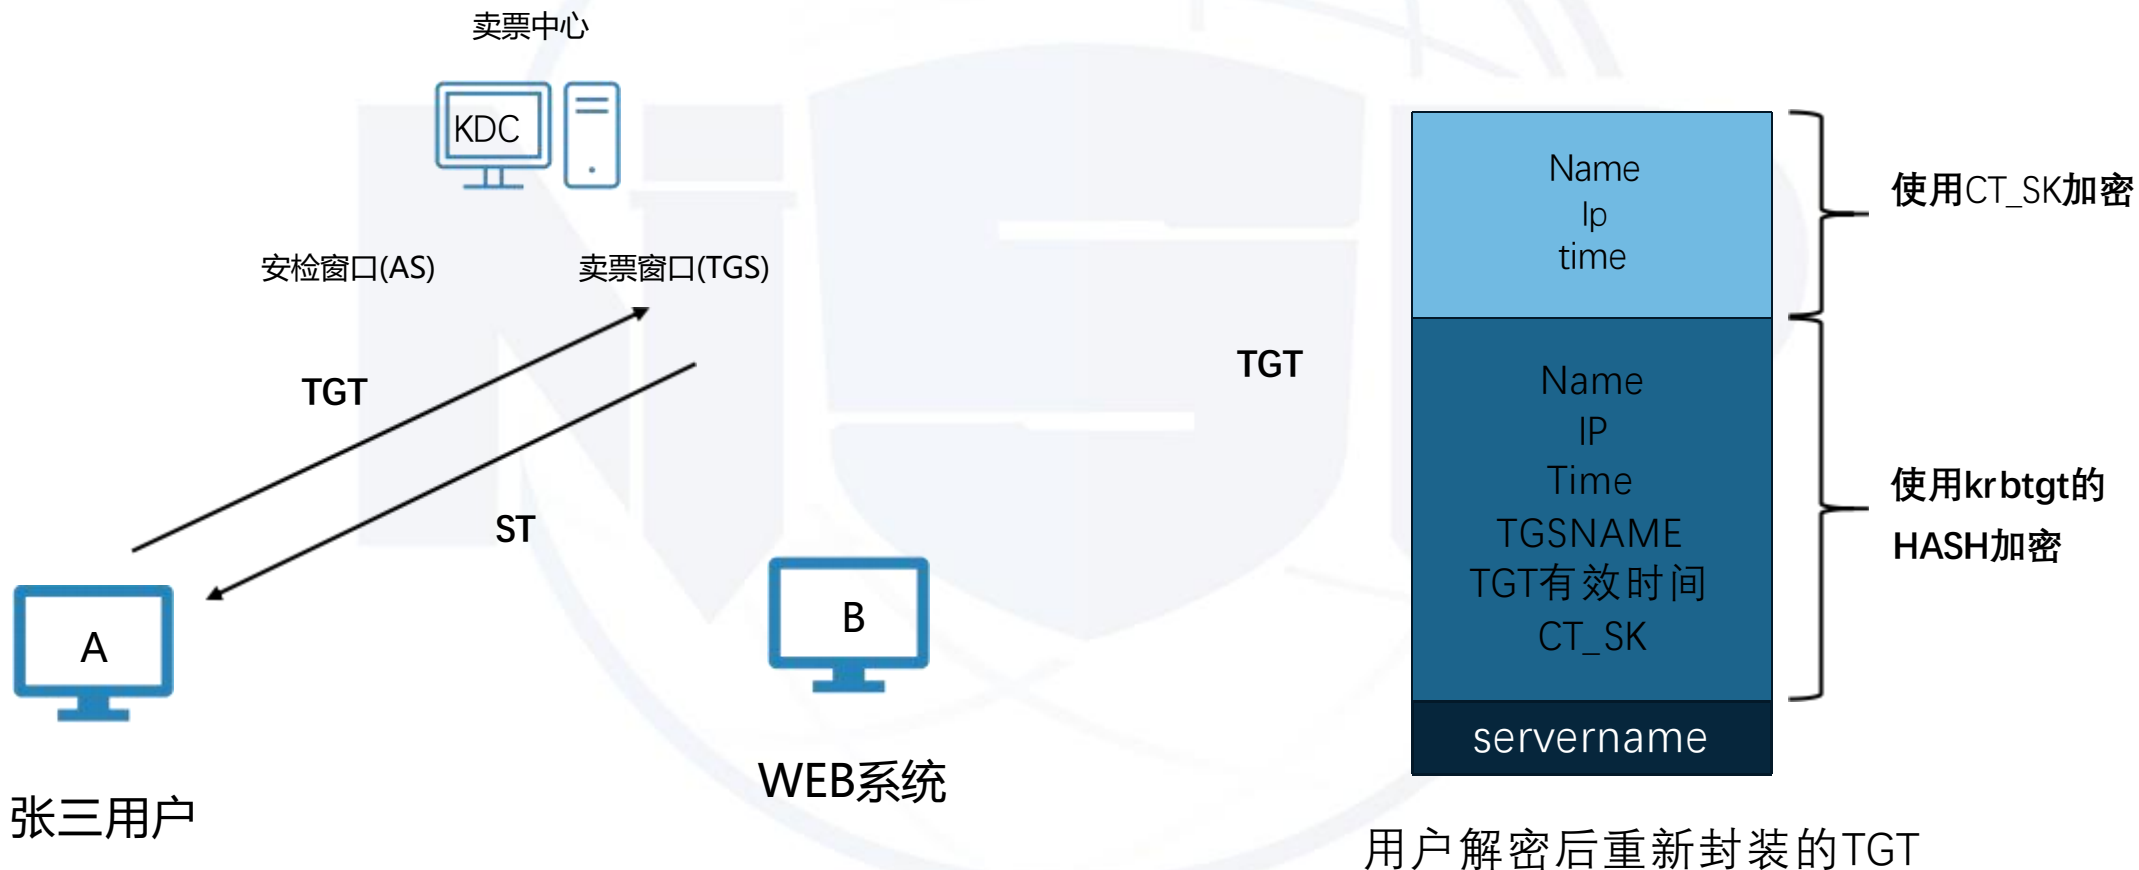 卖票中心
KDC
安检窗口(AS)
卖票窗口(TGS)
TGT
ST
A
张三用户
B
WEB系统
TGT
Name
Ip
time
使用CT_SK加密
Name
IP
Time
TGSNAME
TGT有效时间
CT_SK
使用krbtgt的
HASH加密
servername
用户解密后重新封装的TGT